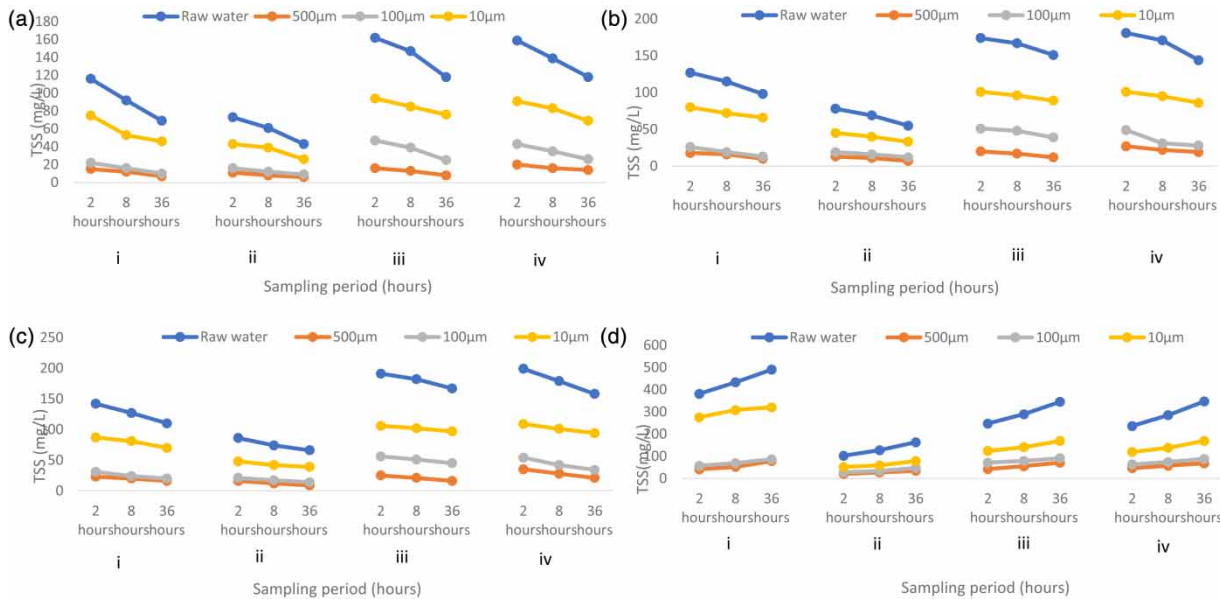 (a)
Raw water 500µm 100µm 10µm
TSS (mg/L)
180
160
140
120
100
80
60
40
20
0
2 8 36 2 8 36 2 8 36 2 8 36
hours8hourshours hours8hourshours hours8hourshours hours8hourshours
i ii iii iv
Sampling period (hours)
(b)
Raw water 500µm 100µm 10µm
TSS (mg/L)
200
150
100
50
0
2 8 36 2 8 36 2 8 36 2 8 36
hourshourshours hourshourshours hourshourshours hourshourshours
i ii iii iv
Sampling period (hours)
(c)
Raw water 500µm 100µm 10µm
TSS (mg/L)
250
200
150
100
50
0
2 8 36 2 8 36 2 8 36 2 8 36
hourshourshours hourshourshours hourshourshours hourshourshours
i ii iii iv
Sampling period (hours)
(d)
Raw water 500µm 100µm 10µm
TSS(mg/L)
600
500
400
300
200
100
0
2 8 36 2 8 36 2 8 36 2 8 36
hourshourshours hourshourshours hourshourshours hourshourshours
i ii iii iv
Sampling period (hours)